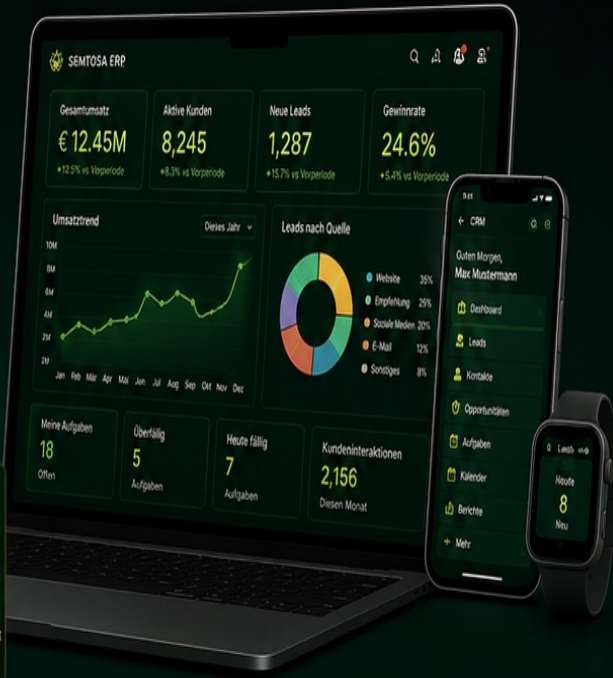 SEMTOSA ERP
Gesamtumsatz
€ 12.45M
+12.5% vs Vorperiode
Aktive Kunden
8,245
+8.3% vs Vorperiode
Neue Leads
1,287
+15.7% vs Vorperiode
Gewinnrate
24.6%
+5.4% vs Vorperiode
Umsatztrend
Dieses Jahr
10M
8M
6M
4M
2M
Jan Feb Mär Apr Mai Jun Jul Aug Sep Okt Nov Dez
Leads nach Quelle
Website 35%
Empfehlung 25%
Soziale Medien 20%
E-Mail 12%
Sonstiges 8%
Meine Aufgaben
18
Offen
Überfällig
5
Aufgaben
Heute fällig
7
Aufgaben
Kundeninteraktionen
2,156
Diesen Monat
9:41
CRM
Guten Morgen,
Max Mustermann
Dashboard
Leads
Kontakte
Opportunitäten
Aufgaben
Kalender
Berichte
+ Mehr
Leads
Heute
8
Neu